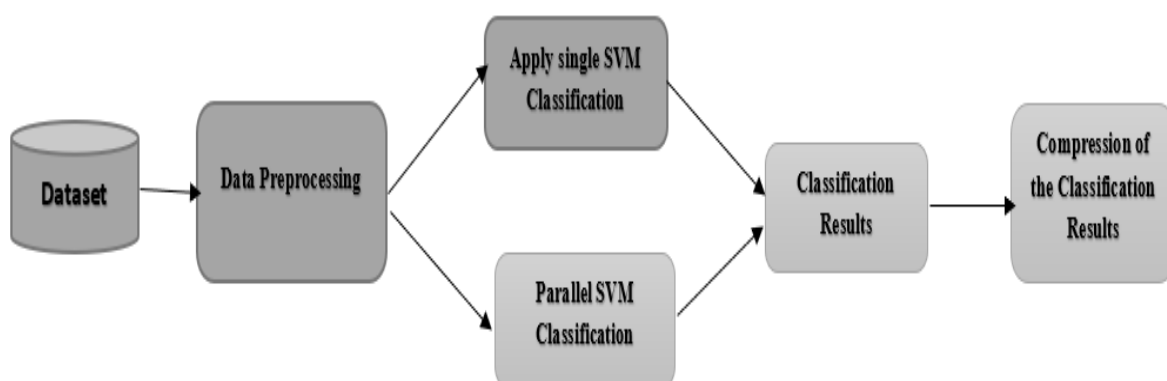 Dataset
Data Preprocessing
Apply single SVM
Classification
Parallel SVM
Classification
Classification
Results
Compression of
the Classification
Results